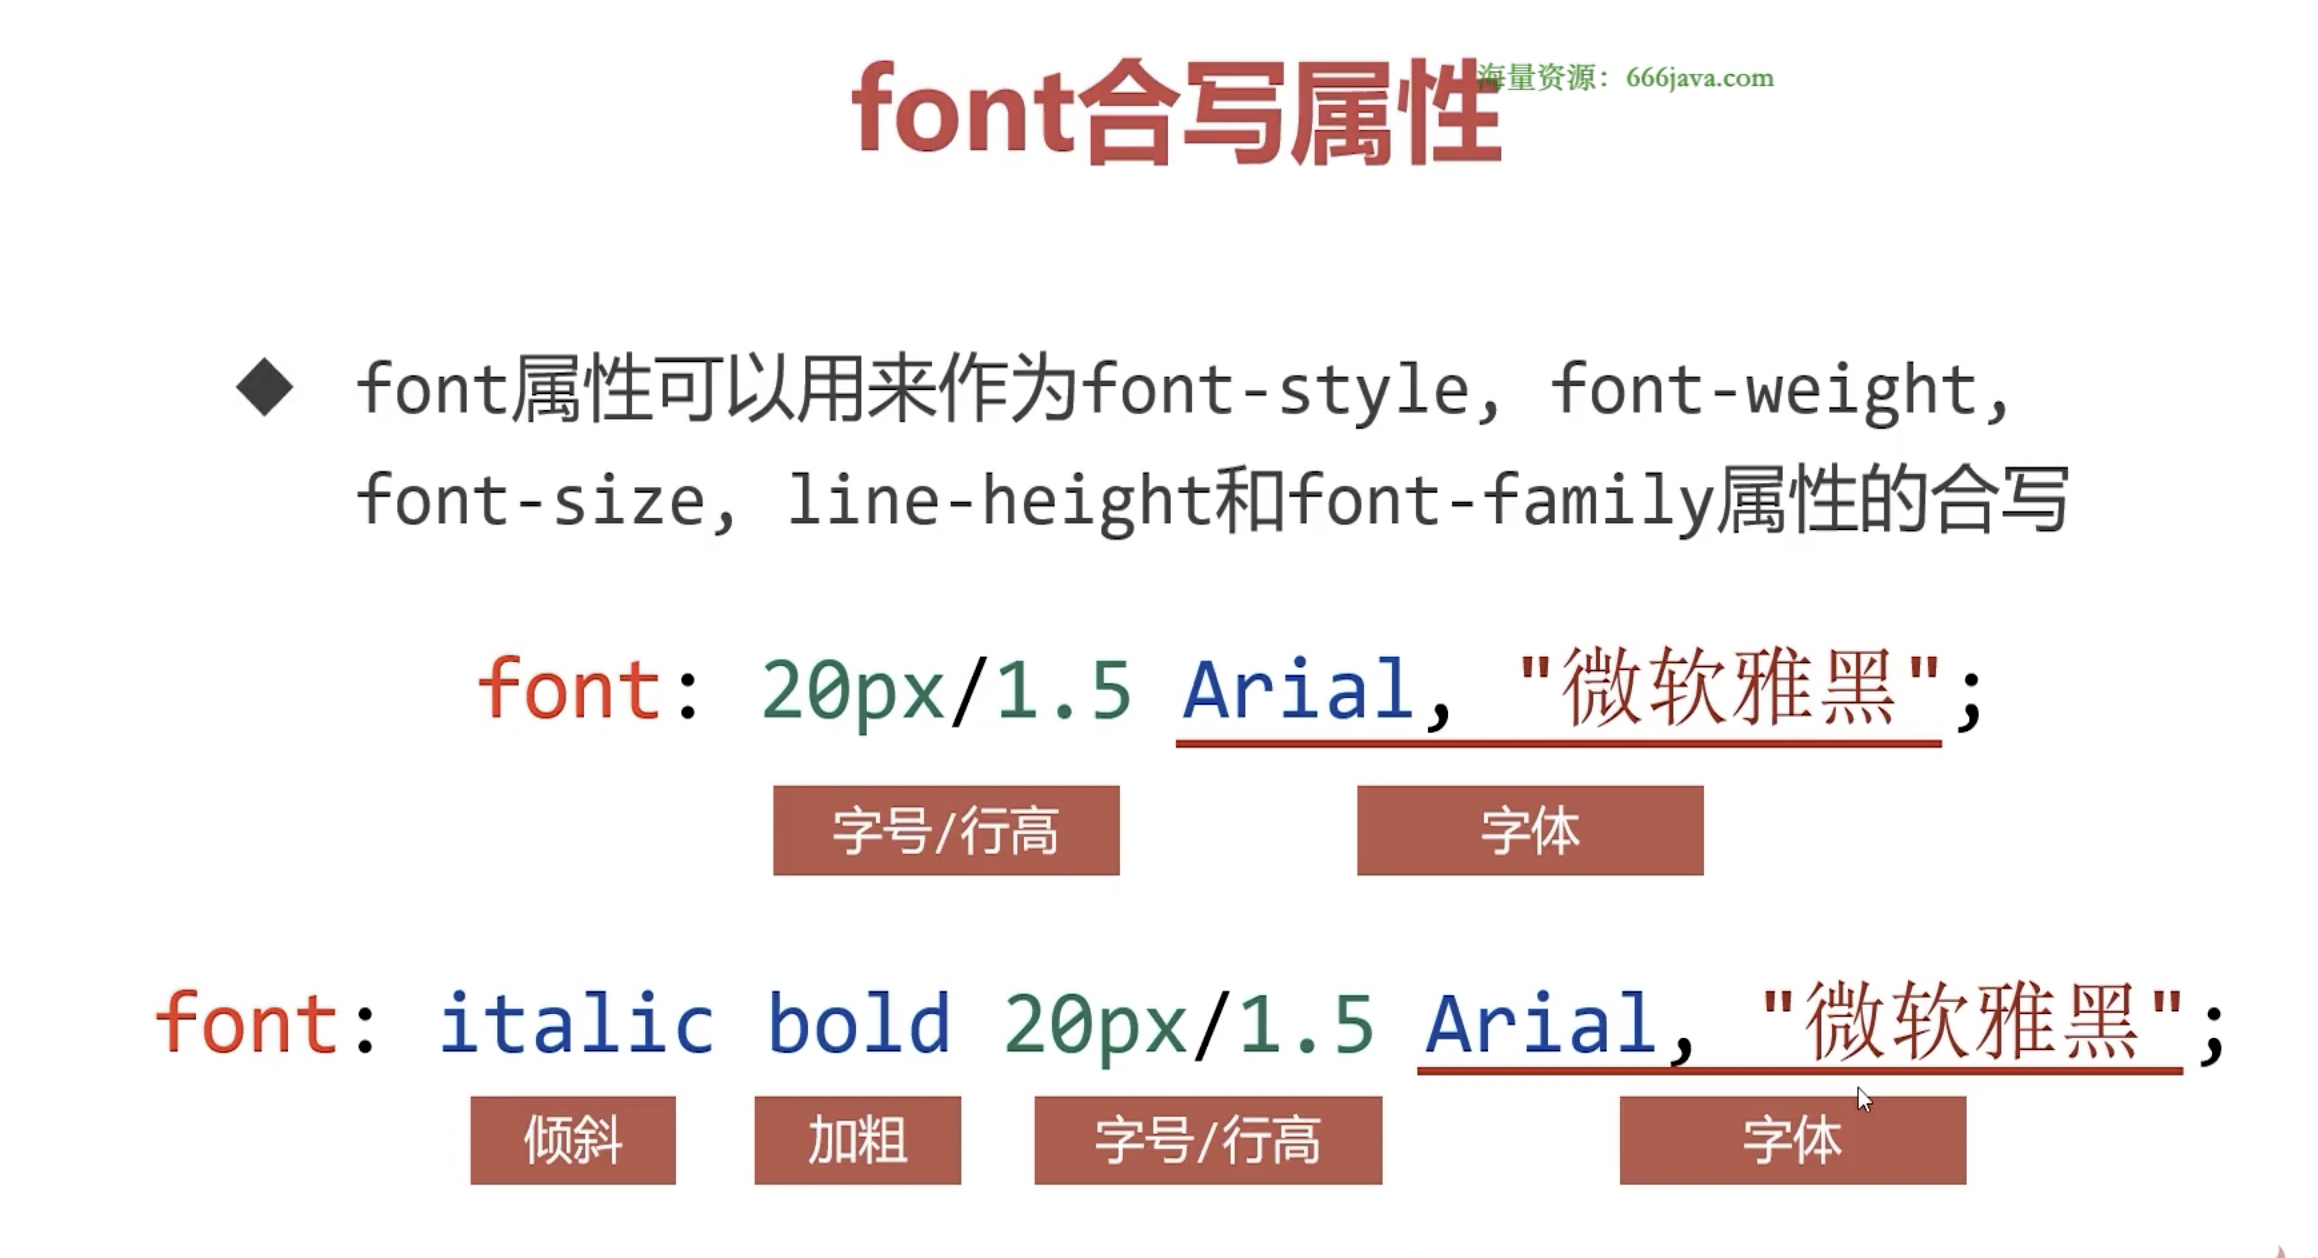 font合写属性
海量资源：666java.com
font属性可以用来作为font-style, font-weight,
font-size, line-height和font-family属性的合写
font: 20px/1.5 Arial, "微软雅黑";
字号/行高 字体
font: italic bold 20px/1.5 Arial, "微软雅黑";
倾斜 加粗 字号/行高 字体